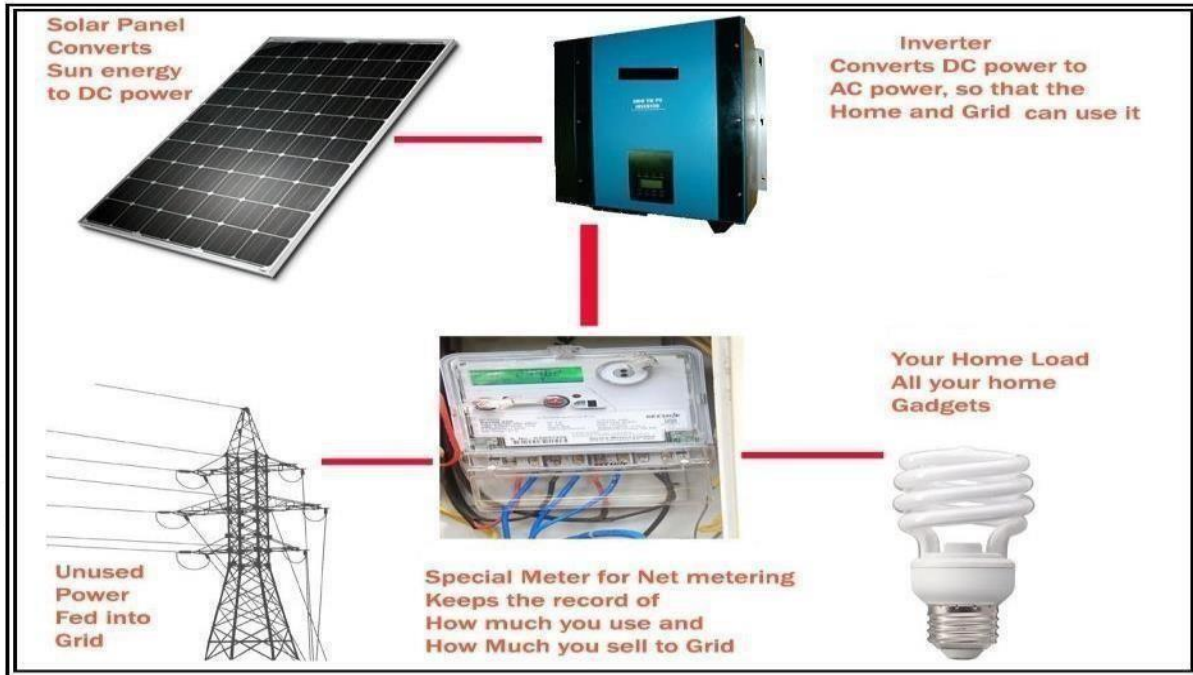 Solar Panel
Converts
Sun energy
to DC power
Inverter
Converts DC power to
AC power, so that the
Home and Grid can use it
INVERTER
Your Home Load
All your home
Gadgets
Unused
Power
Fed into
Grid
Special Meter for Net metering
Keeps the record of
How much you use and
How Much you sell to Grid